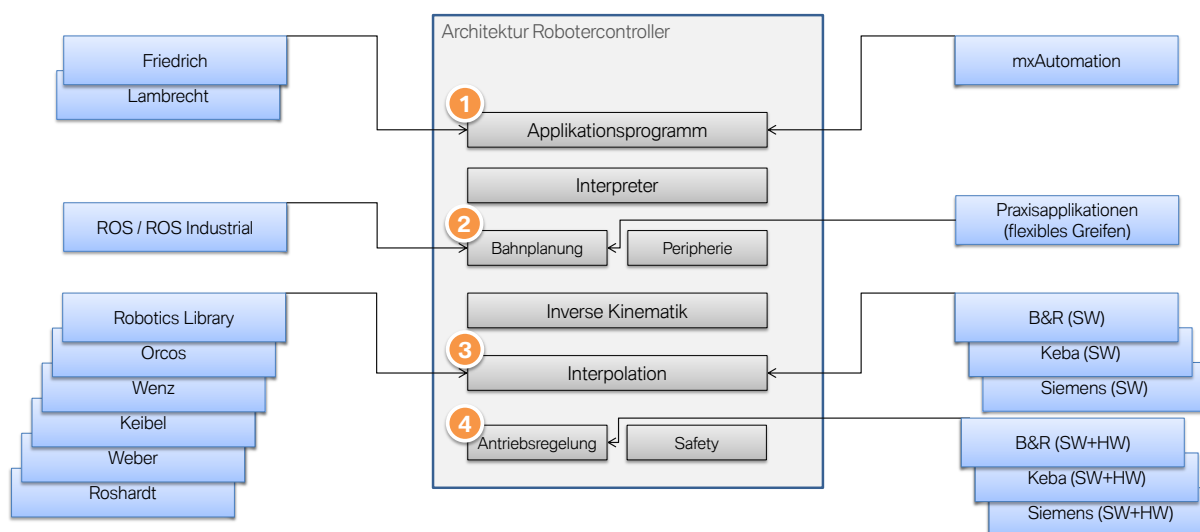 Architektur Robotercontroller
Friedrich
Lambrecht
mxAutomation
1
Applikationsprogramm
Interpreter
ROS / ROS Industrial
2
Bahnplanung
Peripherie
Praxisapplikationen
(flexibles Greifen)
Inverse Kinematik
Robotics Library
Orcos
Wenz
Keibel
Weber
Roshardt
3
Interpolation
B&R (SW)
Keba (SW)
Siemens (SW)
4
Antriebsregelung
Safety
B&R (SW+HW)
Keba (SW+HW)
Siemens (SW+HW)